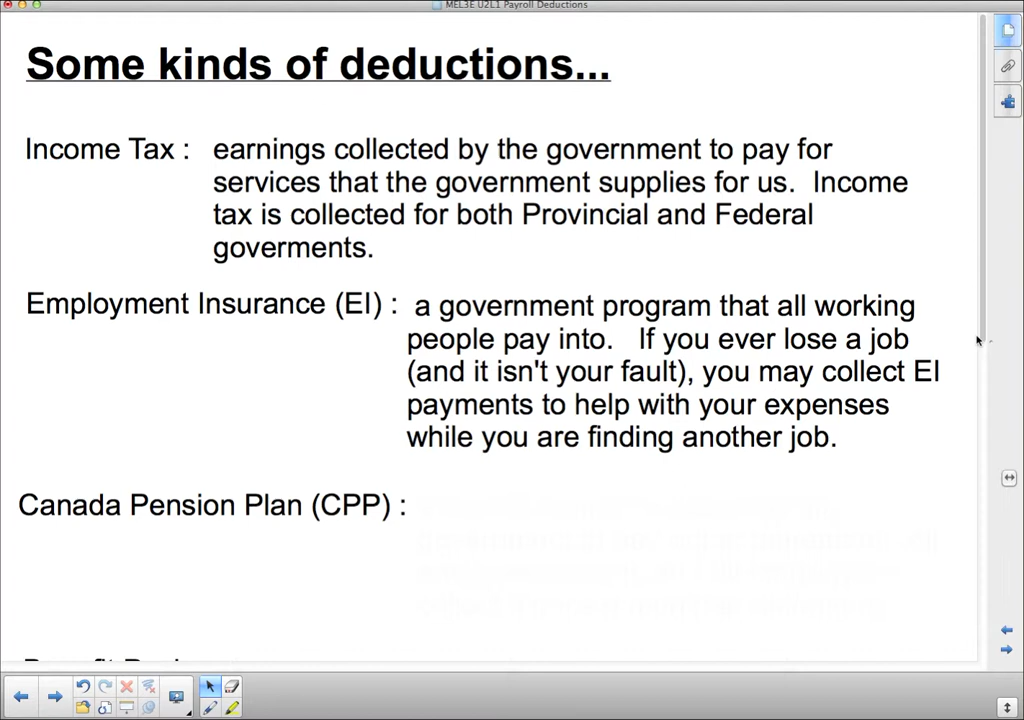 MEL3E U2L1 Payroll Deductions
Some kinds of deductions...
Income Tax : earnings collected by the government to pay for
services that the government supplies for us. Income
tax is collected for both Provincial and Federal
goverments.
Employment Insurance (EI) : a government program that all working
people pay into. If you ever lose a job
(and it isn't your fault), you may collect EI
payments to help with your expenses
while you are finding another job.
Canada Pension Plan (CPP) :